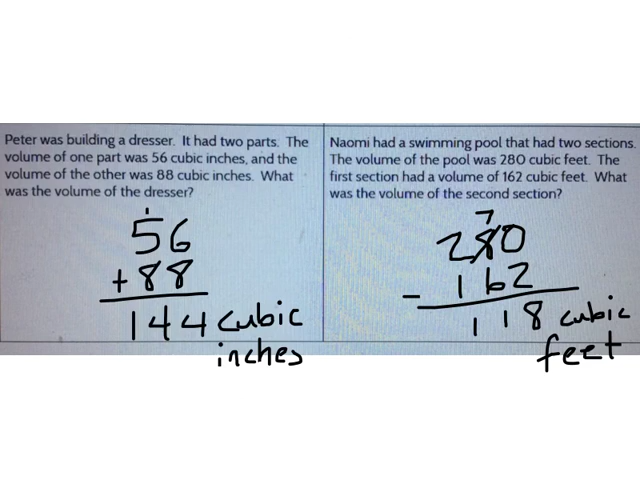 Peter was building a dresser. It had two parts. The
volume of one part was 56 cubic inches, and the
volume of the other was 88 cubic inches. What
was the volume of the dresser?
1
56
+88
144 cubic
inches
Naomi had a swimming pool that had two sections.
The volume of the pool was 280 cubic feet. The
first section had a volume of 162 cubic feet. What
was the volume of the second section?
7
280
- 162
118 cubic
feet